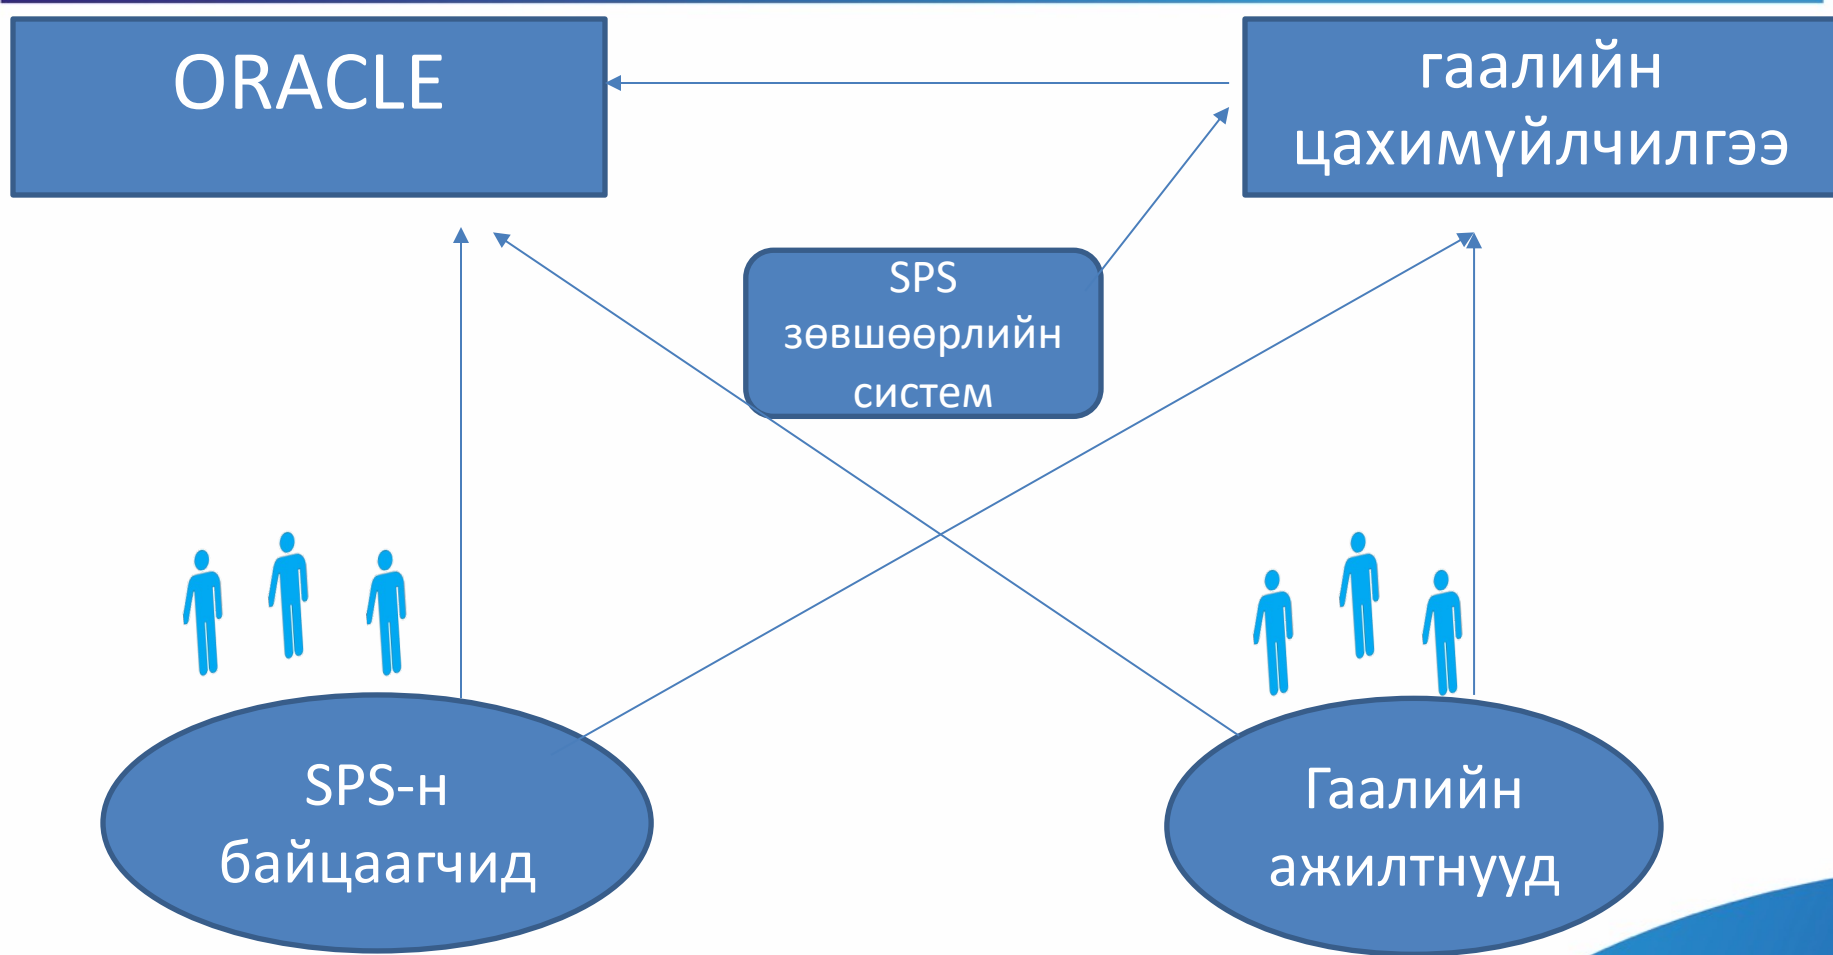 ORACLE
гаалийн
цахимүйлчилгээ
SPS
зөвшөөрлийн
систем
SPS-н
байцаагчид
Гаалийн
ажилтнууд